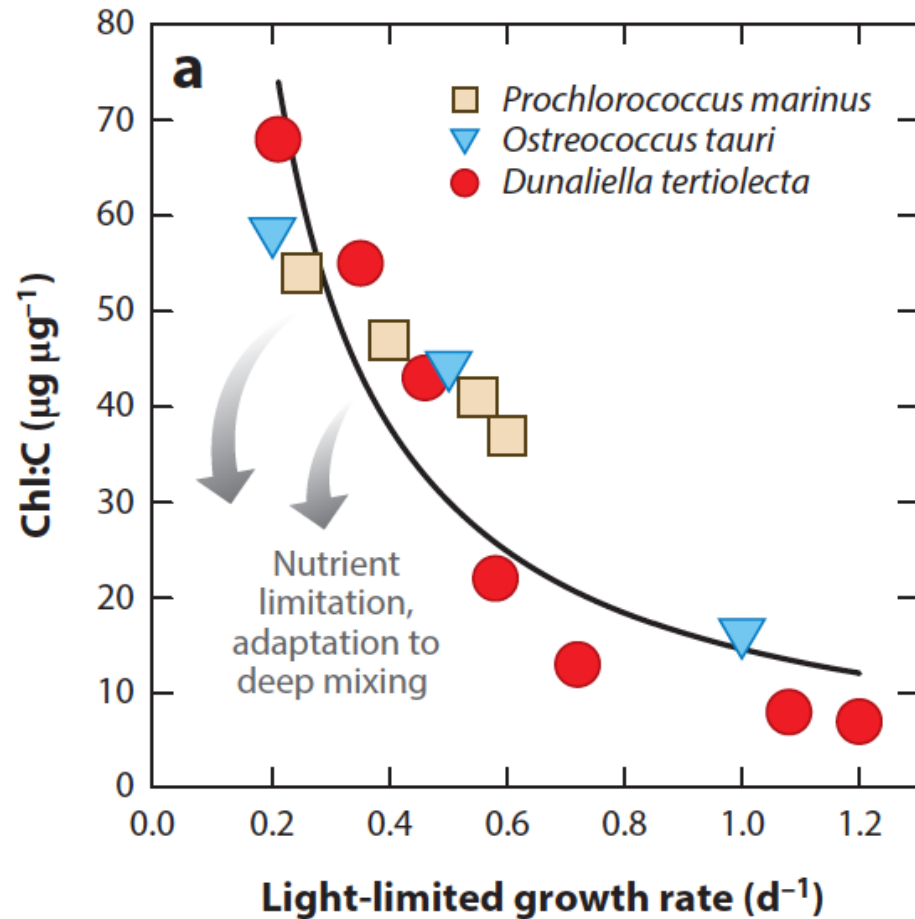 a
Prochlorococcus marinus
Ostreococcus tauri
Dunaliella tertiolecta
80
70
60
50
40
30
20
10
0
Chl:C (µg µg⁻¹)
Nutrient
limitation,
adaptation to
deep mixing
0.0 0.2 0.4 0.6 0.8 1.0 1.2
Light-limited growth rate (d⁻¹)